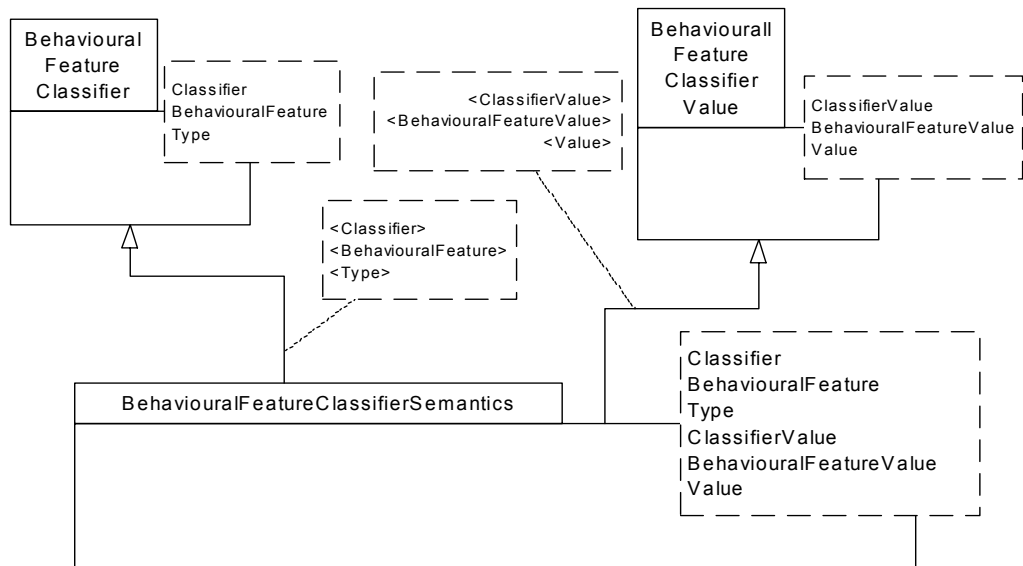 Behavioural
Feature
Classifier
Classifier
BehaviouralFeature
Type
<ClassifierValue>
<BehaviouralFeatureValue>
<Value>
Behaviourall
Feature
Classifier
Value
ClassifierValue
BehaviouralFeatureValue
Value
<Classifier>
<BehaviouralFeature>
<Type>
BehaviouralFeatureClassifierSemantics
Classifier
BehaviouralFeature
Type
ClassifierValue
BehaviouralFeatureValue
Value